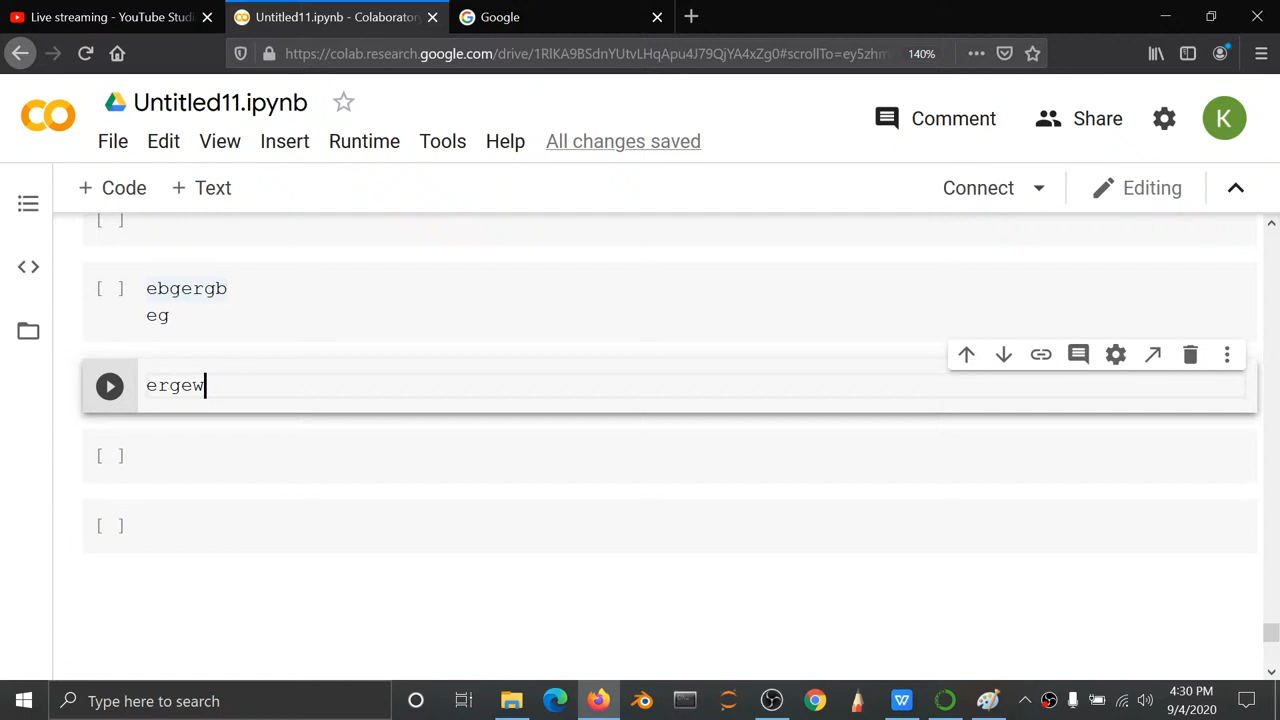 Live streaming - YouTube Studi
Untitled11.ipynb - Colaborator
Google
https://colab.research.google.com/drive/1RlKA9BSdnYUtvLHqApu4J79QjYA4xZg0#scrollTo=ey5zhm
140%
Untitled11.ipynb
Comment
Share
K
File Edit View Insert Runtime Tools Help All changes saved
+ Code + Text
Connect
Editing
[ ]
[ ] ebgergb
eg
ergew
[ ]
[ ]
Type here to search
4:30 PM
9/4/2020